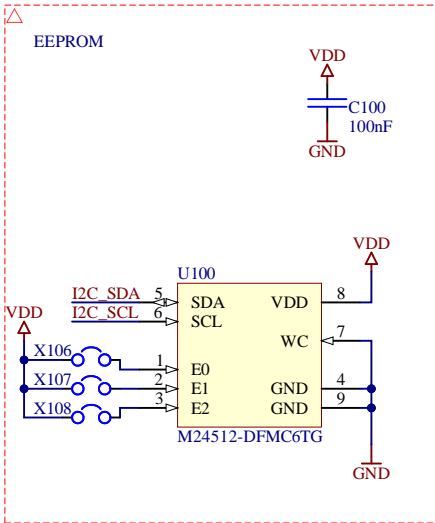 EEPROM
VDD
C100
100nF
GND
VDD
U100
I2C_SDA 5 SDA VDD 8
I2C_SCL 6 SCL
VDD
WC 7
X106 1 E0
X107 2 E1 GND 4
X108 3 E2 GND 9
M24512-DFMC6TG
GND